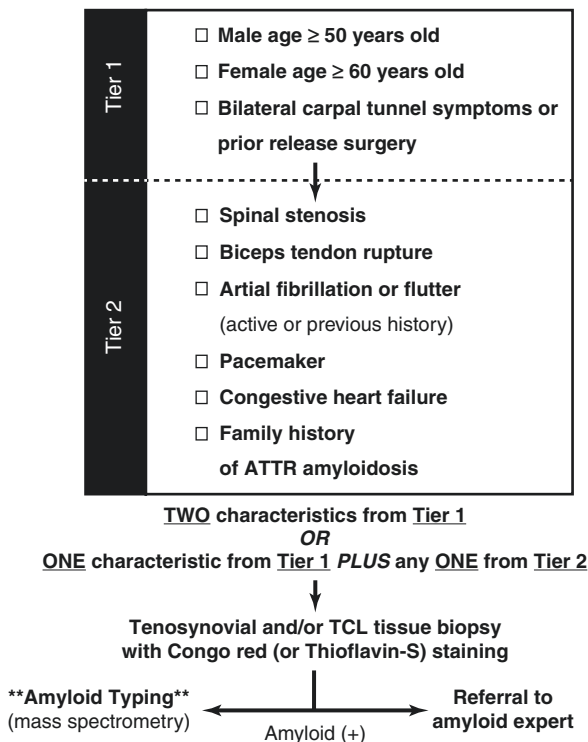 Tier 1
☐ Male age ≥ 50 years old
☐ Female age ≥ 60 years old
☐ Bilateral carpal tunnel symptoms or
prior release surgery
Tier 2
☐ Spinal stenosis
☐ Biceps tendon rupture
☐ Artial fibrillation or flutter
(active or previous history)
☐ Pacemaker
☐ Congestive heart failure
☐ Family history
of ATTR amyloidosis
TWO characteristics from Tier 1
OR
ONE characteristic from Tier 1 PLUS any ONE from Tier 2
Tenosynovial and/or TCL tissue biopsy
with Congo red (or Thioflavin-S) staining
**Amyloid Typing**
(mass spectrometry)
Amyloid (+)
Referral to
amyloid expert